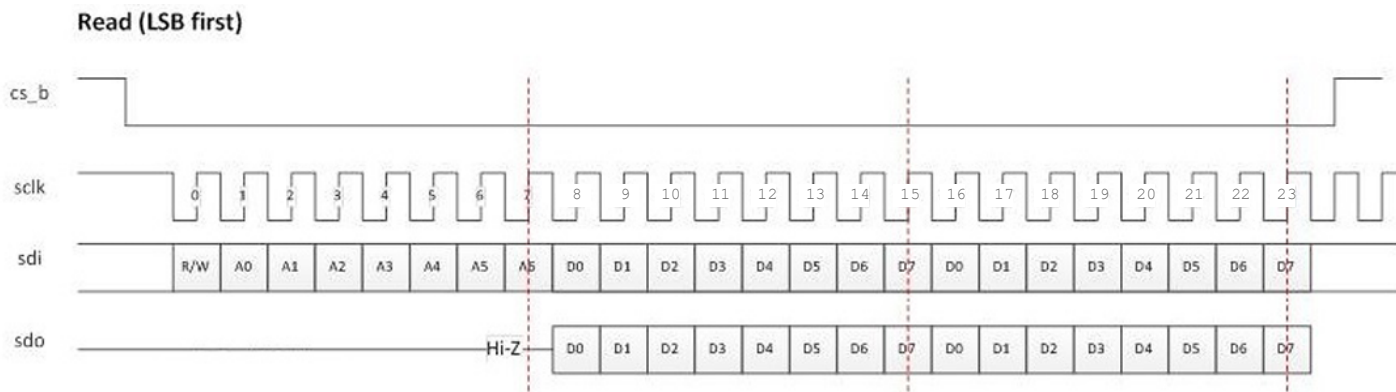 Read (LSB first)
cs_b
sclk 0 1 2 3 4 5 6 7 8 9 10 11 12 13 14 15 16 17 18 19 20 21 22 23
sdi R/W A0 A1 A2 A3 A4 A5 A6 D0 D1 D2 D3 D4 D5 D6 D7 D0 D1 D2 D3 D4 D5 D6 D7
sdo Hi-Z D0 D1 D2 D3 D4 D5 D6 D7 D0 D1 D2 D3 D4 D5 D6 D7